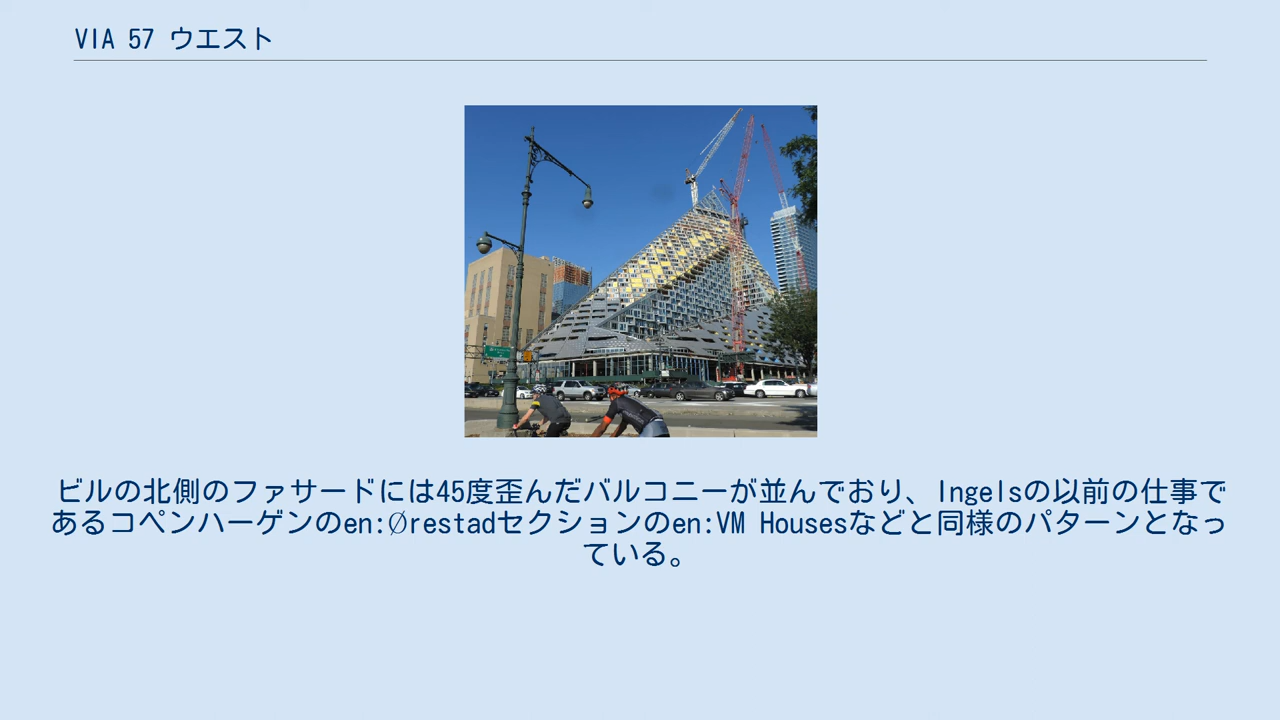 VIA 57 ウエスト
ビルの北側のファサードには45度歪んだバルコニーが並んでおり、Ingelsの以前の仕事で
あるコペンハーゲンのen:Ørestadセクションのen:VM Housesなどと同様のパターンとなっ
ている。